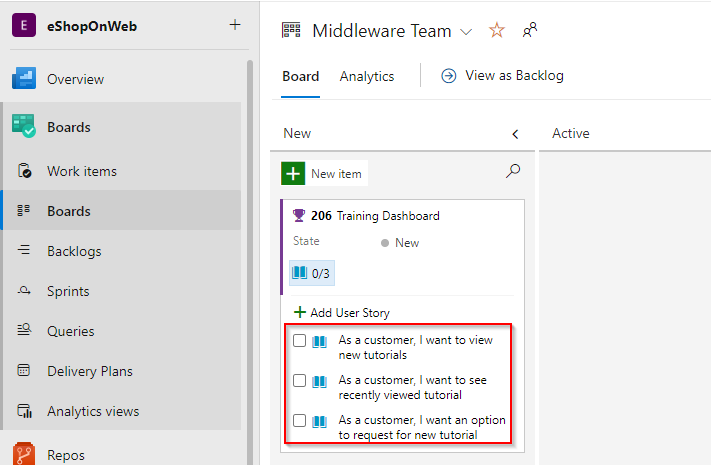 E eShopOnWeb
Overview
Boards
Work items
Boards
Backlogs
Sprints
Queries
Delivery Plans
Analytics views
Repos
Middleware Team
Board Analytics View as Backlog
New Active
New item
206 Training Dashboard
State New
0/3
Add User Story
As a customer, I want to view
new tutorials
As a customer, I want to see
recently viewed tutorial
As a customer, I want an option
to request for new tutorial